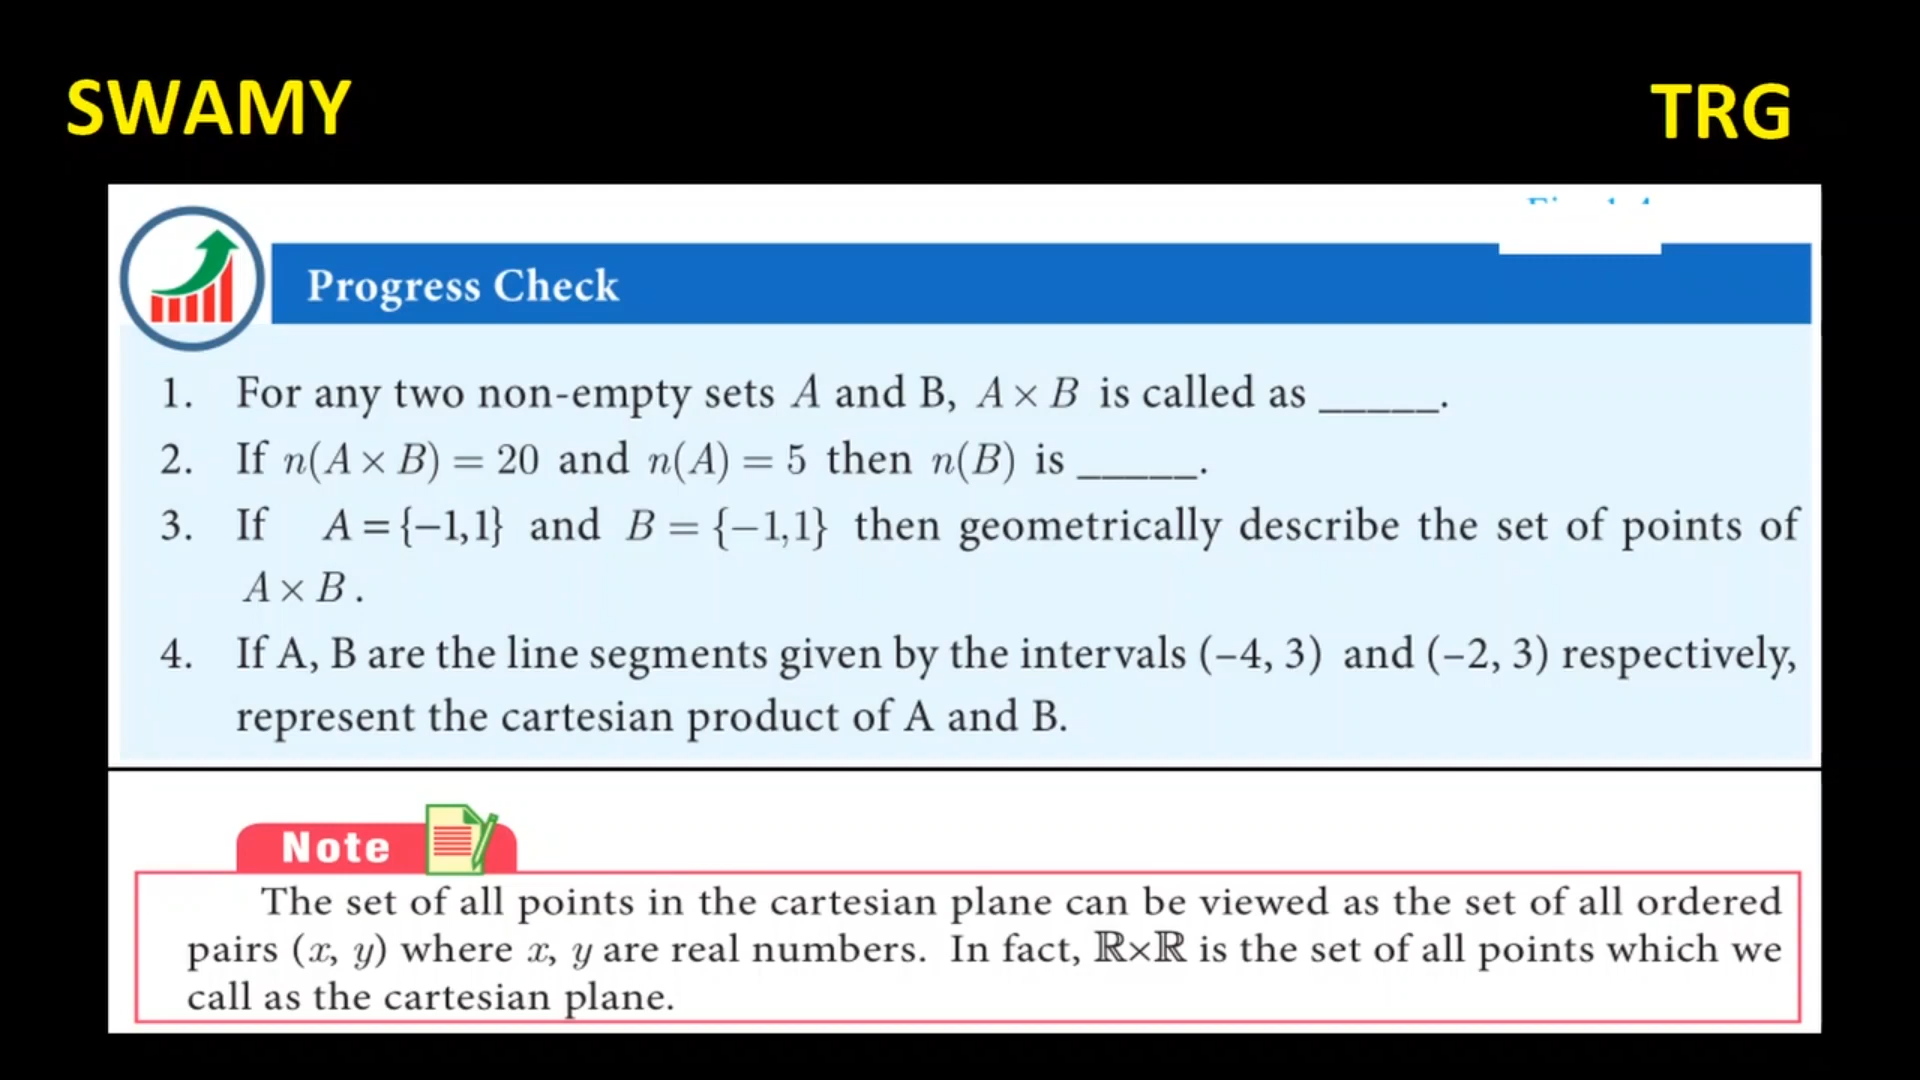 SWAMY
TRG
Progress Check
1. For any two non-empty sets A and B, A × B is called as _____.
2. If n(A × B) = 20 and n(A) = 5 then n(B) is _____.
3. If A = {−1,1} and B = {−1,1} then geometrically describe the set of points of
A × B .
4. If A, B are the line segments given by the intervals (–4, 3) and (–2, 3) respectively,
represent the cartesian product of A and B.
Note
The set of all points in the cartesian plane can be viewed as the set of all ordered
pairs (x, y) where x, y are real numbers. In fact, ℝ×ℝ is the set of all points which we
call as the cartesian plane.